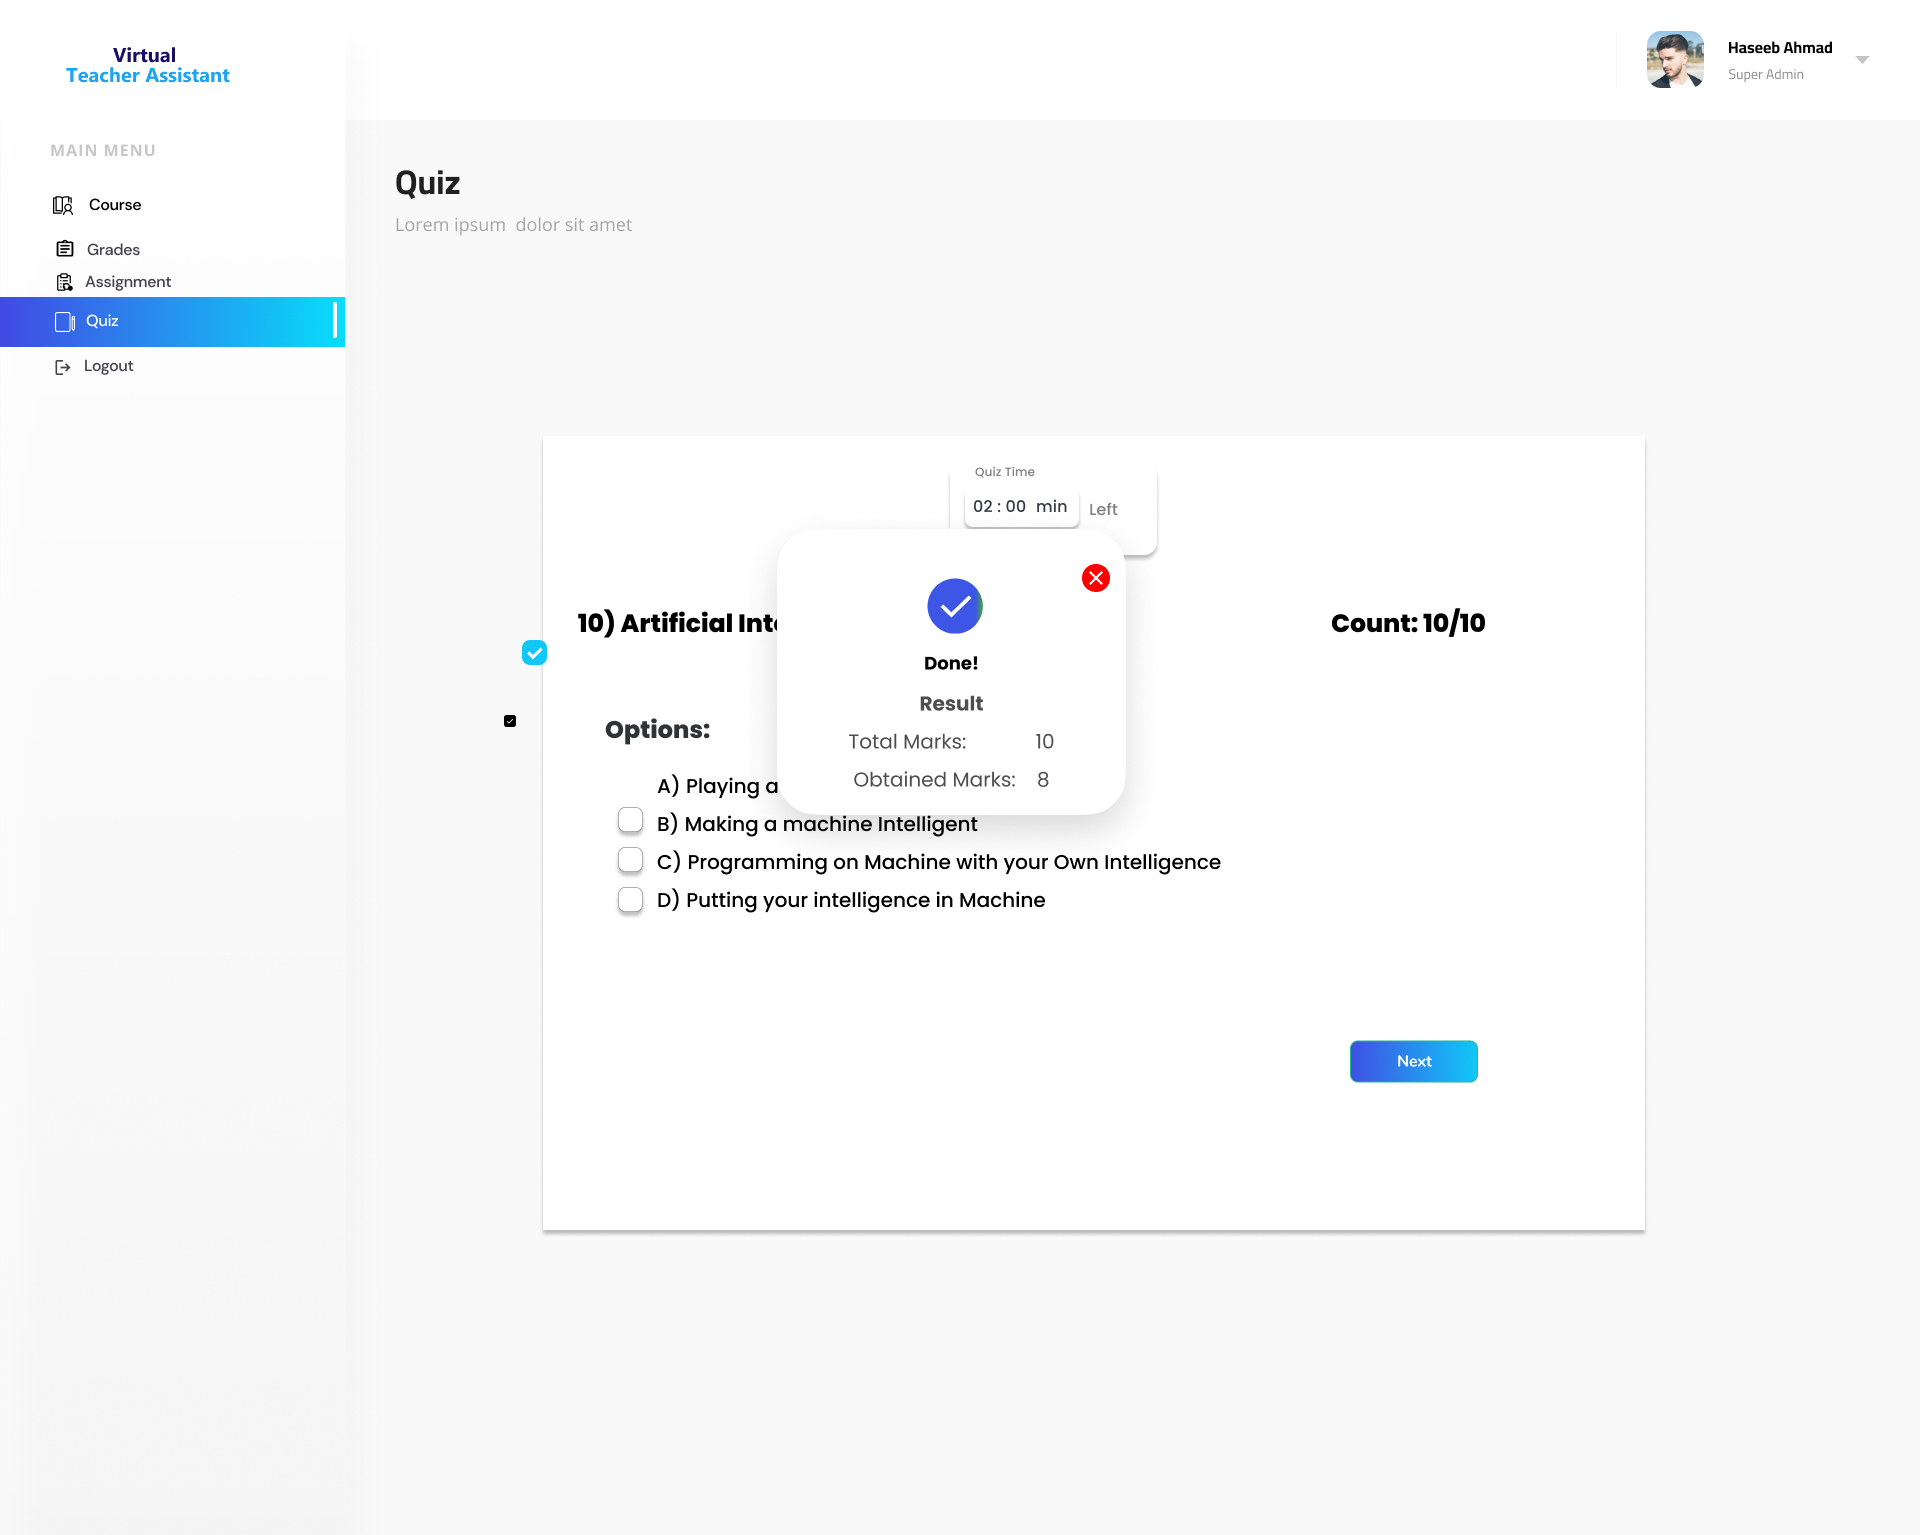 Virtual
Teacher Assistant
Haseeb Ahmad
Super Admin
MAIN MENU
Course
Grades
Assignment
Quiz
Logout
Quiz
Lorem ipsum dolor sit amet
Quiz Time
02 : 00 min Left
10) Artificial
Count: 10/10
Done!
Result
Total Marks: 10
Obtained Marks: 8
Options:
A) Playing a
B) Making a machine Intelligent
C) Programming on Machine with your Own Intelligence
D) Putting your intelligence in Machine
Next